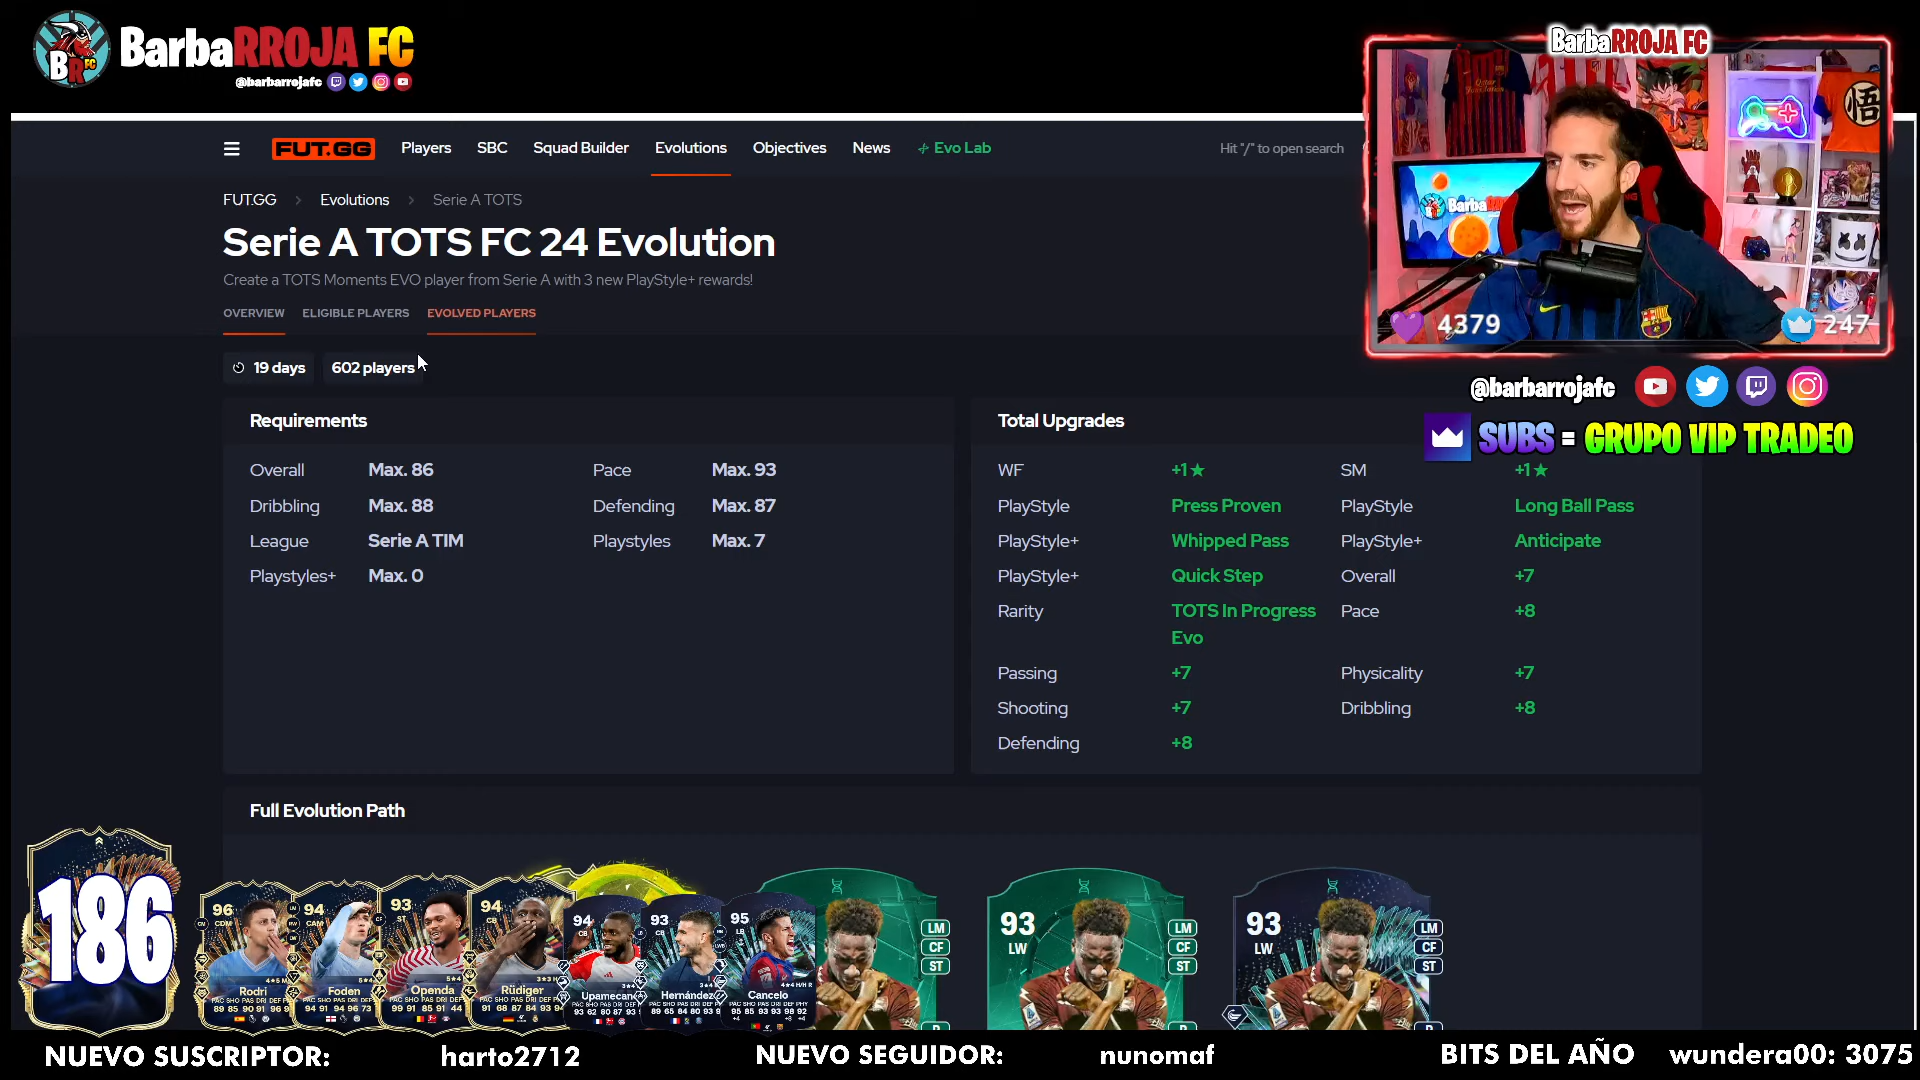 BarbaRROJA FC
@barbarrojafc
BarbaRROJA FC
FUT.GG
Players
SBC
Squad Builder
Evolutions
Objectives
News
Evo Lab
Hit "/" to open search
FUT.GG > Evolutions > Serie A TOTS
Serie A TOTS FC 24 Evolution
Create a TOTS Moments EVO player from Serie A with 3 new PlayStyle+ rewards!
OVERVIEW ELIGIBLE PLAYERS EVOLVED PLAYERS
4379
247
19 days 602 players
@barbarrojafc
SUBS = GRUPO VIP TRADEO
Requirements
Overall Max. 86 Pace Max. 93
Dribbling Max. 88 Defending Max. 87
League Serie A TIM Playstyles Max. 7
Playstyles+ Max. 0
Total Upgrades
WF +1★ SM +1★
PlayStyle Press Proven PlayStyle Long Ball Pass
PlayStyle+ Whipped Pass PlayStyle+ Anticipate
PlayStyle+ Quick Step Overall +7
Rarity TOTS In Progress Evo Pace +8
Passing +7 Physicality +7
Shooting +7 Dribbling +8
Defending +8
Full Evolution Path
186
96
CDM
Rodri
94
CAM
Foden
93
ST
Openda
94
CB
Rüdiger
94
CB
Upamecano
93
CB
Hernández
95
LB
Cancelo
LM
CF
ST
93
LW
LM
CF
ST
93
LW
LM
CF
ST
NUEVO SUSCRIPTOR: harto2712
NUEVO SEGUIDOR: nunomaf
BITS DEL AÑO wundera00: 3075